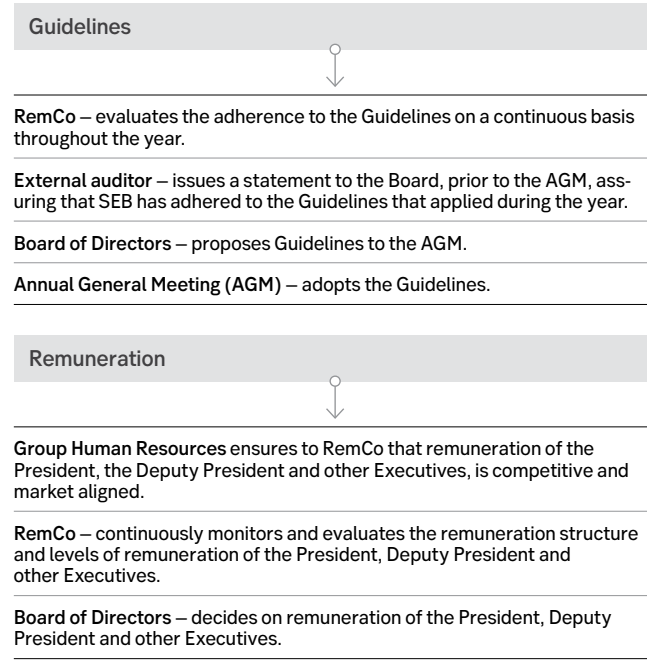 Guidelines
RemCo – evaluates the adherence to the Guidelines on a continuous basis
throughout the year.
External auditor – issues a statement to the Board, prior to the AGM, ass-
uring that SEB has adhered to the Guidelines that applied during the year.
Board of Directors – proposes Guidelines to the AGM.
Annual General Meeting (AGM) – adopts the Guidelines.
Remuneration
Group Human Resources ensures to RemCo that remuneration of the
President, the Deputy President and other Executives, is competitive and
market aligned.
RemCo – continuously monitors and evaluates the remuneration structure
and levels of remuneration of the President, Deputy President and
other Executives.
Board of Directors – decides on remuneration of the President, Deputy
President and other Executives.